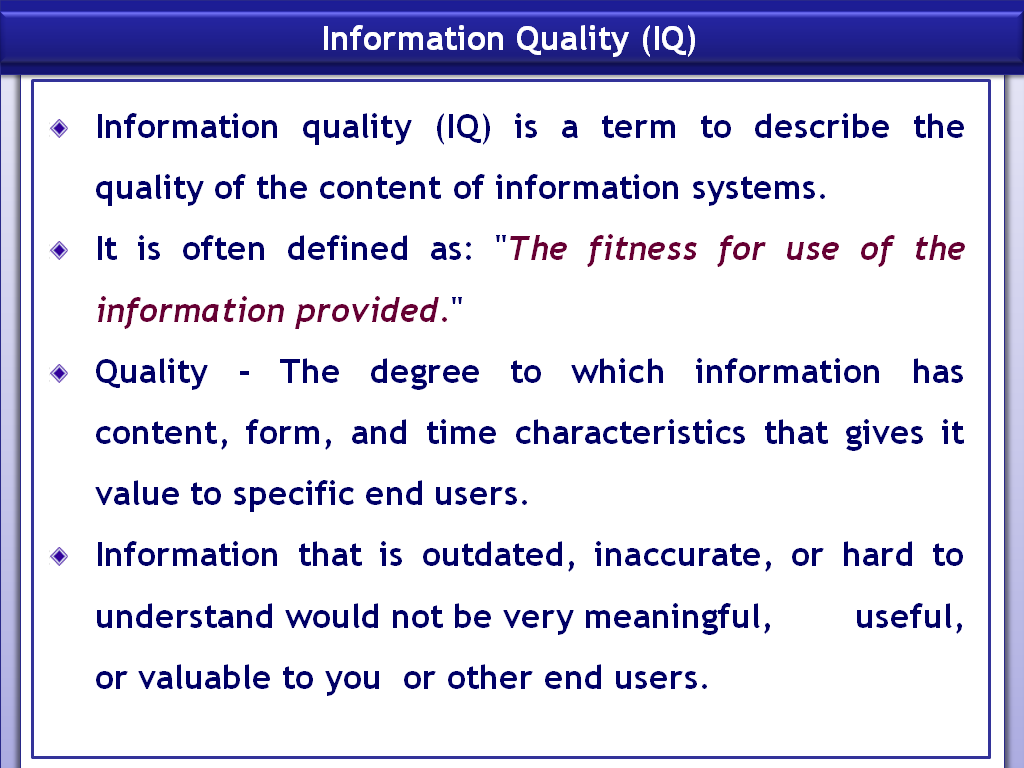 Information Quality (IQ)
Information quality (IQ) is a term to describe the
quality of the content of information systems.
It is often defined as: "The fitness for use of the
information provided."
Quality - The degree to which information has
content, form, and time characteristics that gives it
value to specific end users.
Information that is outdated, inaccurate, or hard to
understand would not be very meaningful, useful,
or valuable to you or other end users.